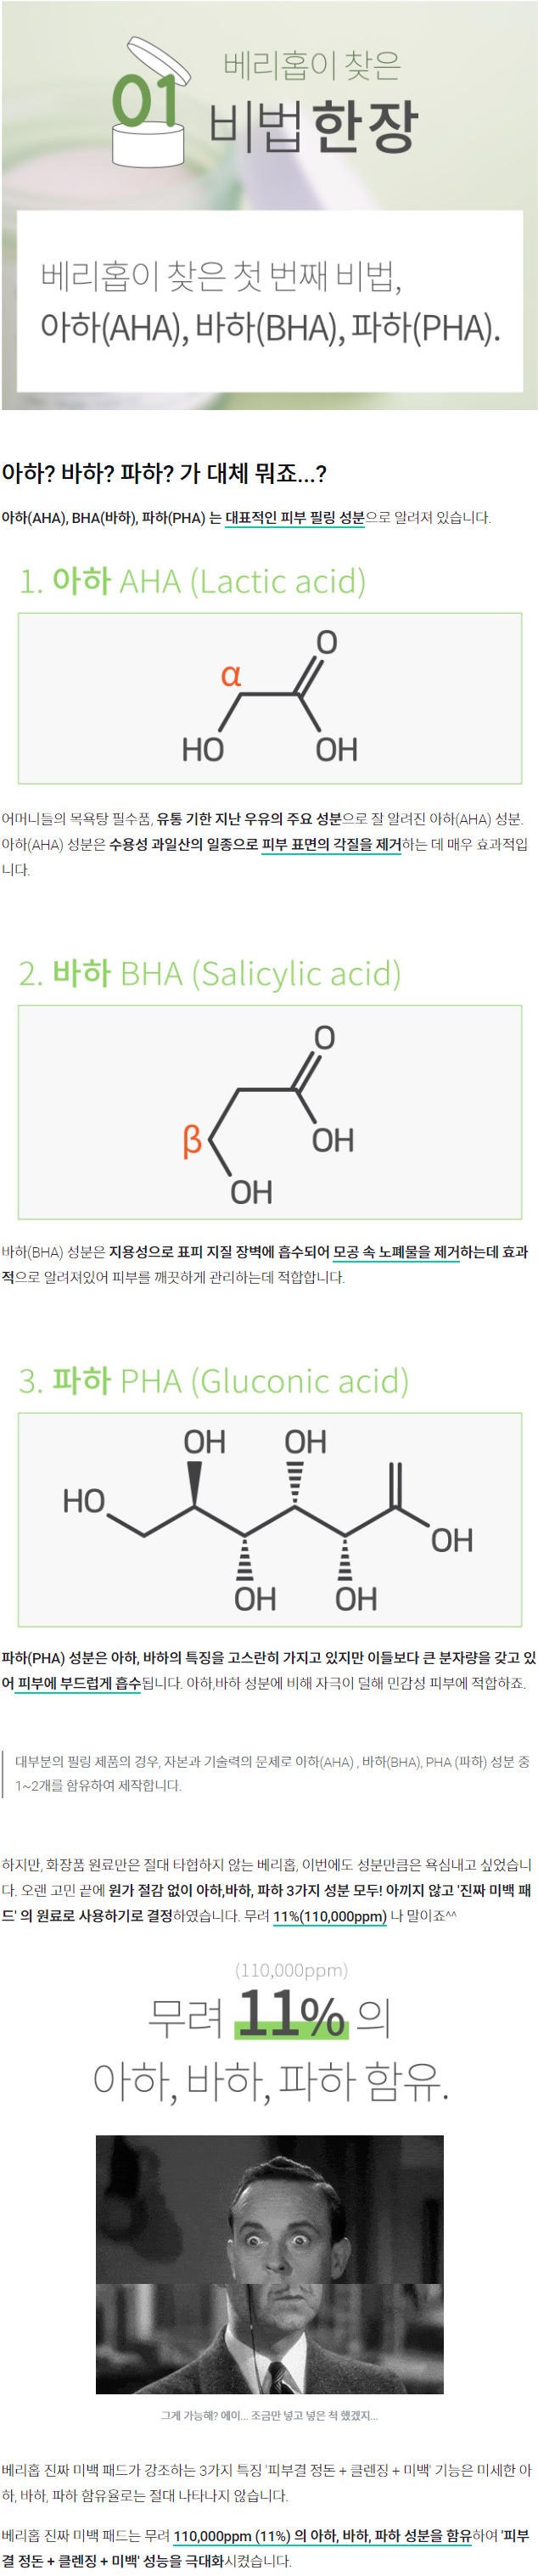 01
베리홉이 찾은
비법 한장
베리홉이 찾은 첫 번째 비법,
아하(AHA), 바하(BHA), 파하(PHA).
아하? 바하? 파하? 가 대체 뭐죠...?
아하(AHA), BHA(바하), 파하(PHA) 는 대표적인 피부 필링 성분으로 알려져 있습니다.
1. 아하 AHA (Lactic acid)
O
α
HO
OH
어머니들의 목욕탕 필수품, 유통 기한 지난 우유의 주요 성분으로 잘 알려진 아하(AHA) 성분.
아하(AHA) 성분은 수용성 과일산의 일종으로 피부 표면의 각질을 제거하는 데 매우 효과적입
니다.
2. 바하 BHA (Salicylic acid)
O
β
OH
OH
바하(BHA) 성분은 지용성으로 표피 지질 장벽에 흡수되어 모공 속 노폐물을 제거하는데 효과
적으로 알려져있어 피부를 깨끗하게 관리하는데 적합합니다.
3. 파하 PHA (Gluconic acid)
OH OH
HO
OH
OH OH
파하(PHA) 성분은 아하, 바하의 특징을 고스란히 가지고 있지만 이들보다 큰 분자량을 갖고 있
어 피부에 부드럽게 흡수됩니다. 아하,바하 성분에 비해 자극이 덜해 민감성 피부에 적합하죠.
대부분의 필링 제품의 경우, 자본과 기술력의 문제로 아하(AHA) , 바하(BHA), PHA (파하) 성분 중
1~2개를 함유하여 제작합니다.
하지만, 화장품 원료만은 절대 타협하지 않는 베리홉, 이번에도 성분만큼은 욕심내고 싶었습니
다. 오랜 고민 끝에 원가 절감 없이 아하,바하, 파하 3가지 성분 모두! 아끼지 않고 '진짜 미백 패
드' 의 원료로 사용하기로 결정하였습니다. 무려 11%(110,000ppm) 나 말이죠^^
(110,000ppm)
무려 11% 의
아하, 바하, 파하 함유.
그게 가능해? 에이... 조금만 넣고 넣은 척 했겠지...
베리홉 진짜 미백 패드가 강조하는 3가지 특징 '피부결 정돈 + 클렌징 + 미백' 기능은 미세한 아
하, 바하, 파하 함유율로는 절대 나타나지 않습니다.
베리홉 진짜 미백 패드는 무려 110,000ppm (11%) 의 아하, 바하, 파하 성분을 함유하여 '피부
결 정돈 + 클렌징 + 미백' 성능을 극대화시켰습니다.